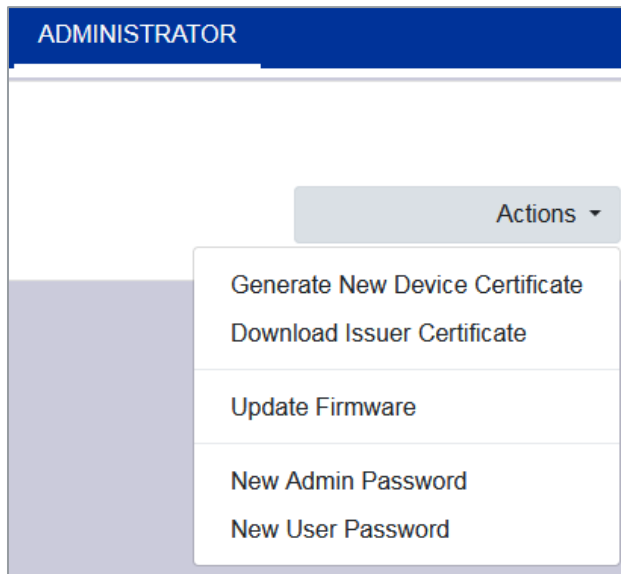 ADMINISTRATOR
Actions
Generate New Device Certificate
Download Issuer Certificate
Update Firmware
New Admin Password
New User Password